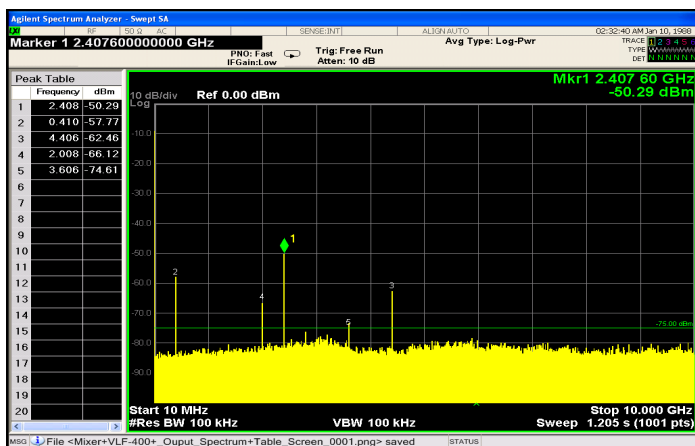 Agilent Spectrum Analyzer - Swept SA
LXI RF 50 Ω AC SENSE:INT ALIGN AUTO 02:32:40 AM Jan 10, 1988
Marker 1 2.407600000000 GHz
PNO: Fast
IFGain:Low
Trig: Free Run
Atten: 10 dB
Avg Type: Log-Pwr
TRACE 1 2 3 4 5 6
TYPE
DET N N N N N N
Peak Table
Frequency dBm
1 2.408 -50.29
2 0.410 -57.77
3 4.406 -62.46
4 2.008 -66.12
5 3.606 -74.61
6
7
8
9
10
11
12
13
14
15
16
17
18
19
20
Mkr1 2.407 60 GHz
-50.29 dBm
10 dB/div Ref 0.00 dBm
Log
-10.0
-20.0
-30.0
-40.0
-50.0
-60.0
-70.0
-80.0
-90.0
1
2
3
4
5
-75.00 dBm
Start 10 MHz Stop 10.000 GHz
#Res BW 100 kHz VBW 100 kHz Sweep 1.205 s (1001 pts)
MSG File <Mixer+VLF-400+_Ouput_Spectrum+Table_Screen_0001.png> saved STATUS